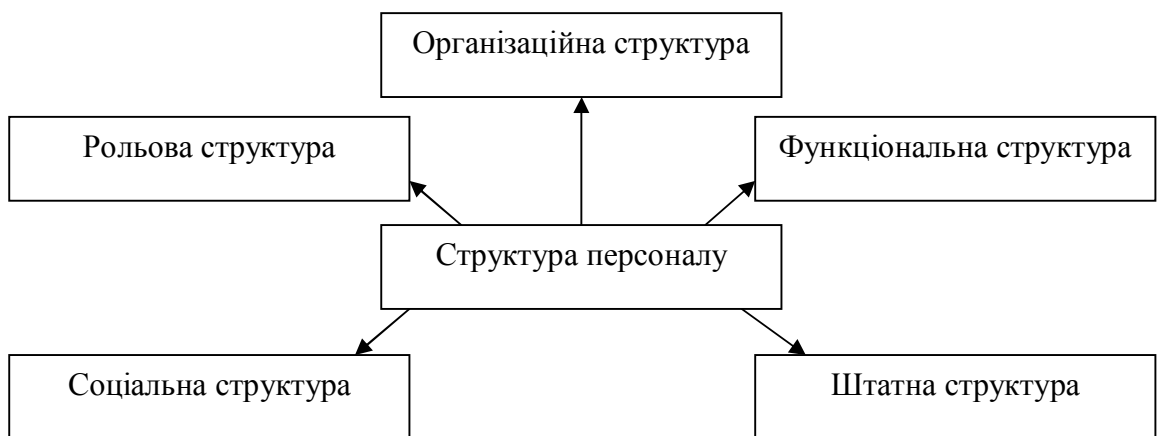 Організаційна структура
Рольова структура
Функціональна структура
Структура персоналу
Соціальна структура
Штатна структура